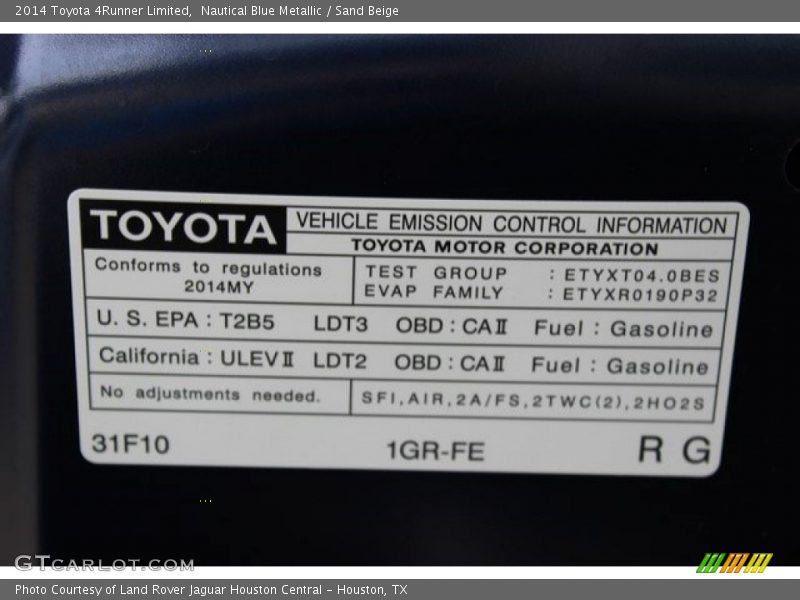 2014 Toyota 4Runner Limited,  Nautical Blue Metallic / Sand Beige
TOYOTA
VEHICLE EMISSION CONTROL INFORMATION
TOYOTA MOTOR CORPORATION
Conforms to regulations
2014MY
TEST GROUP : ETYXT04.0BES
EVAP FAMILY : ETYXR0190P32
U. S. EPA : T2B5 LDT3 OBD : CAⅡ Fuel : Gasoline
California : ULEVⅡ LDT2 OBD : CAⅡ Fuel : Gasoline
No adjustments needed.
SFI,AIR,2A/FS,2TWC(2),2HO2S
31F10
1GR-FE
R G
GTCARLOT.COM
Photo Courtesy of Land Rover Jaguar Houston Central – Houston, TX